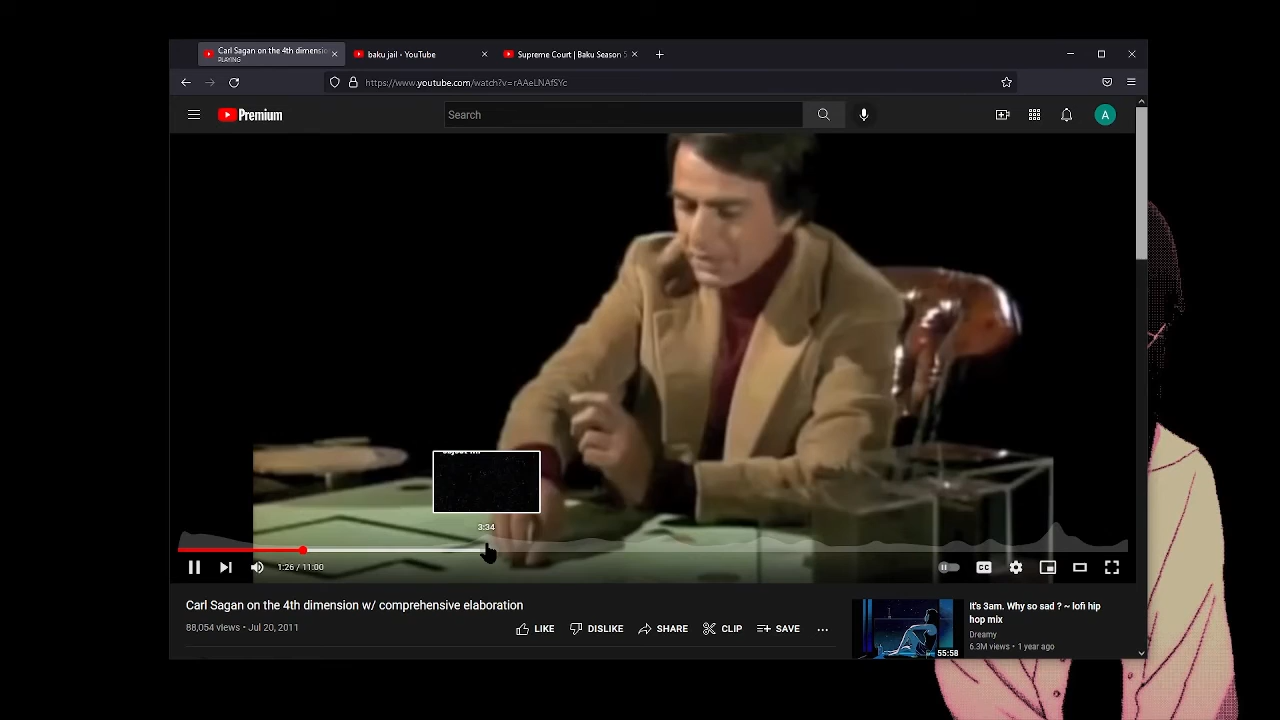 Carl Sagan on the 4th dimensio
PLAYING
baku jail - YouTube
Supreme Court | Baku Season 5
https://www.youtube.com/watch?v=rAAeLNAfSYc
Premium
Search
A
3:34
1:26 / 11:00
CC
Carl Sagan on the 4th dimension w/ comprehensive elaboration
88,054 views • Jul 20, 2011
LIKE
DISLIKE
SHARE
CLIP
SAVE
It's 3am. Why so sad ? ~ lofi hip
hop mix
Dreamy
6.3M views • 1 year ago
55:58